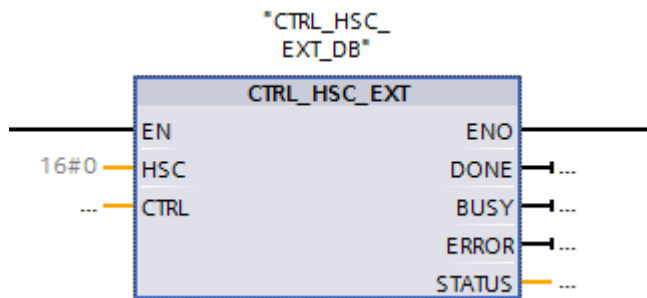 "CTRL_HSC_
EXT_DB"
CTRL_HSC_EXT
EN ENO
16#0 HSC DONE ...
... CTRL BUSY ...
ERROR ...
STATUS ...